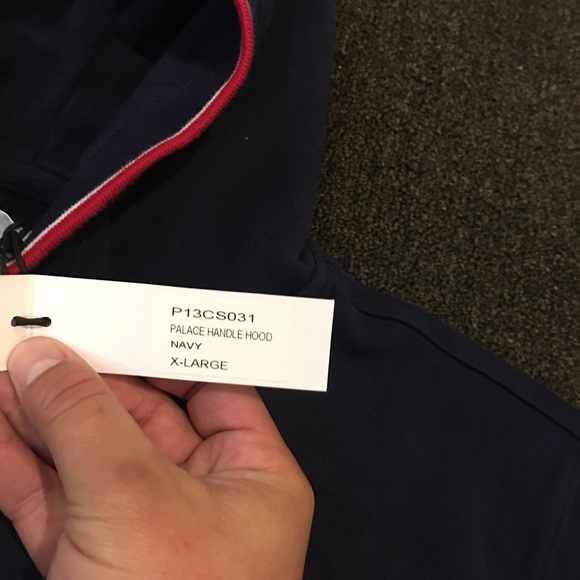 P13CS031
PALACE HANDLE HOOD
NAVY
X-LARGE